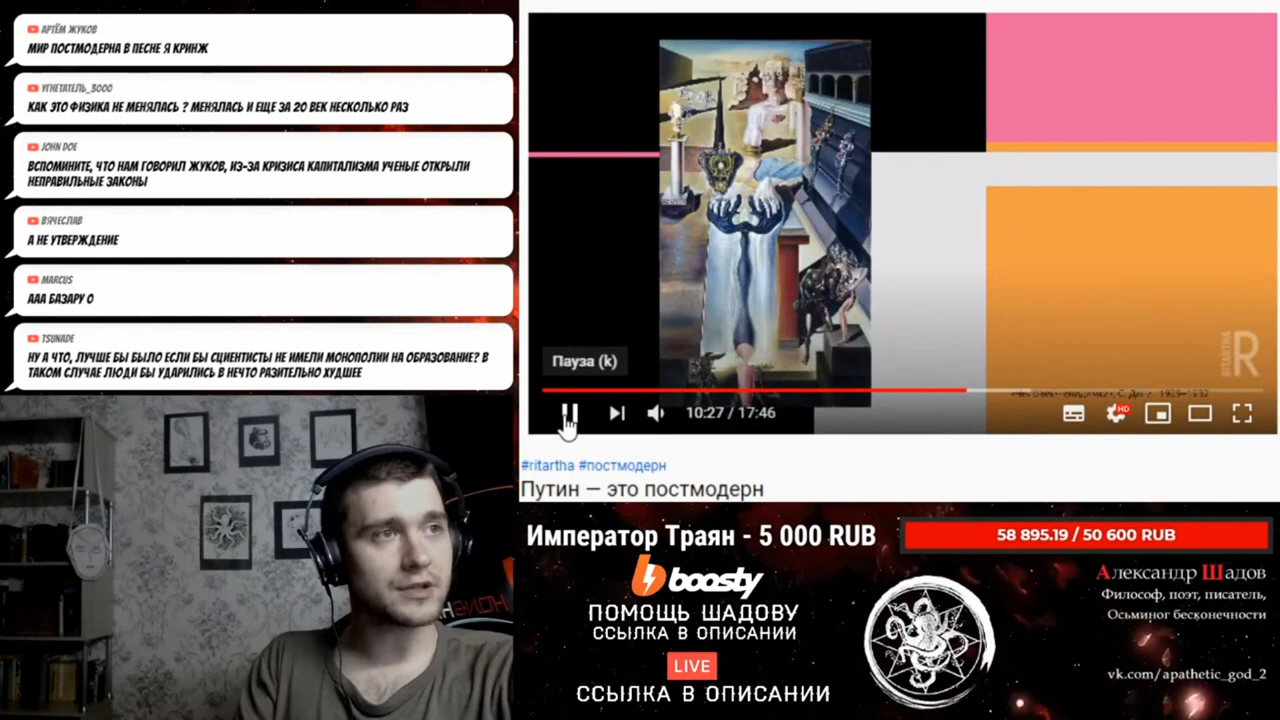 АРТЁМ ЖУКОВ
МИР ПОСТМОДЕРНА В ПЕСНЕ Я КРИНЖ
УГНЕТАТЕЛЬ_3000
КАК ЭТО ФИЗИКА НЕ МЕНЯЛАСЬ ? МЕНЯЛАСЬ И ЕЩЕ ЗА 20 ВЕК НЕСКОЛЬКО РАЗ
JOHN DOE
ВСПОМИНИТЕ, ЧТО НАМ ГОВОРИЛ ЖУКОВ, ИЗ-ЗА КРИЗИСА КАПИТАЛИЗМА УЧЕНЫЕ ОТКРЫЛИ
НЕПРАВИЛЬНЫЕ ЗАКОНЫ
ВЯЧЕСЛАВ
А НЕ УТВЕРЖДЕНИЕ
MARCUS
ААА БАЗАРУ 0
TSUNADE
НУ А ЧТО, ЛУЧШЕ БЫ БЫЛО ЕСЛИ БЫ СЦИЕНТИСТЫ НЕ ИМЕЛИ МОНОПОЛИИ НА ОБРАЗОВАНИЕ? В
ТАКОМ СЛУЧАЕ ЛЮДИ БЫ УДАРИЛИСЬ В НЕЧТО РАЗИТЕЛЬНО ХУДШЕЕ
RITARTHA
R
Пауза (k)
10:27 / 17:46
HD
#ritartha #постмодерн
Путин — это постмодерн
Император Траян - 5 000 RUB
58 895.19 / 50 600 RUB
boosty
ПОМОЩЬ ШАДОВУ
ССЫЛКА В ОПИСАНИИ
LIVE
ССЫЛКА В ОПИСАНИИ
Александр Шадов
Философ, поэт, писатель,
Осьминог бесконечности
vk.com/apathetic_god_2